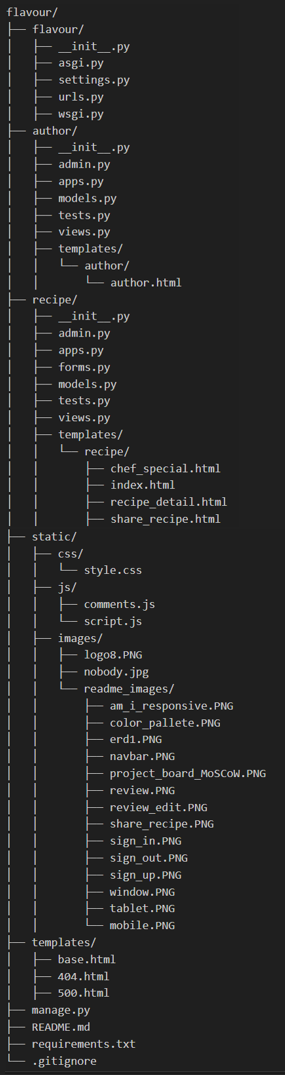 flavour/
├── flavour/
│   ├── __init__.py
│   ├── asgi.py
│   ├── settings.py
│   ├── urls.py
│   ├── wsgi.py
├── author/
│   ├── __init__.py
│   ├── admin.py
│   ├── apps.py
│   ├── models.py
│   ├── tests.py
│   ├── views.py
│   ├── templates/
│   │   └── author/
│   │       └── author.html
├── recipe/
│   ├── __init__.py
│   ├── admin.py
│   ├── apps.py
│   ├── forms.py
│   ├── models.py
│   ├── tests.py
│   ├── views.py
│   ├── templates/
│   │   └── recipe/
│   │       ├── chef_special.html
│   │       ├── index.html
│   │       ├── recipe_detail.html
│   │       ├── share_recipe.html
├── static/
│   ├── css/
│   │   └── style.css
│   ├── js/
│   │   ├── comments.js
│   │   └── script.js
│   ├── images/
│   │   ├── logo8.PNG
│   │   ├── nobody.jpg
│   │   └── readme_images/
│   │       ├── am_i_responsive.PNG
│   │       ├── color_pallete.PNG
│   │       ├── erd1.PNG
│   │       ├── navbar.PNG
│   │       ├── project_board_MoSCoW.PNG
│   │       ├── review.PNG
│   │       ├── review_edit.PNG
│   │       ├── share_recipe.PNG
│   │       ├── sign_in.PNG
│   │       ├── sign_out.PNG
│   │       ├── sign_up.PNG
│   │       ├── window.PNG
│   │       ├── tablet.PNG
│   │       └── mobile.PNG
├── templates/
│   ├── base.html
│   ├── 404.html
│   ├── 500.html
├── manage.py
├── README.md
├── requirements.txt
└── .gitignore